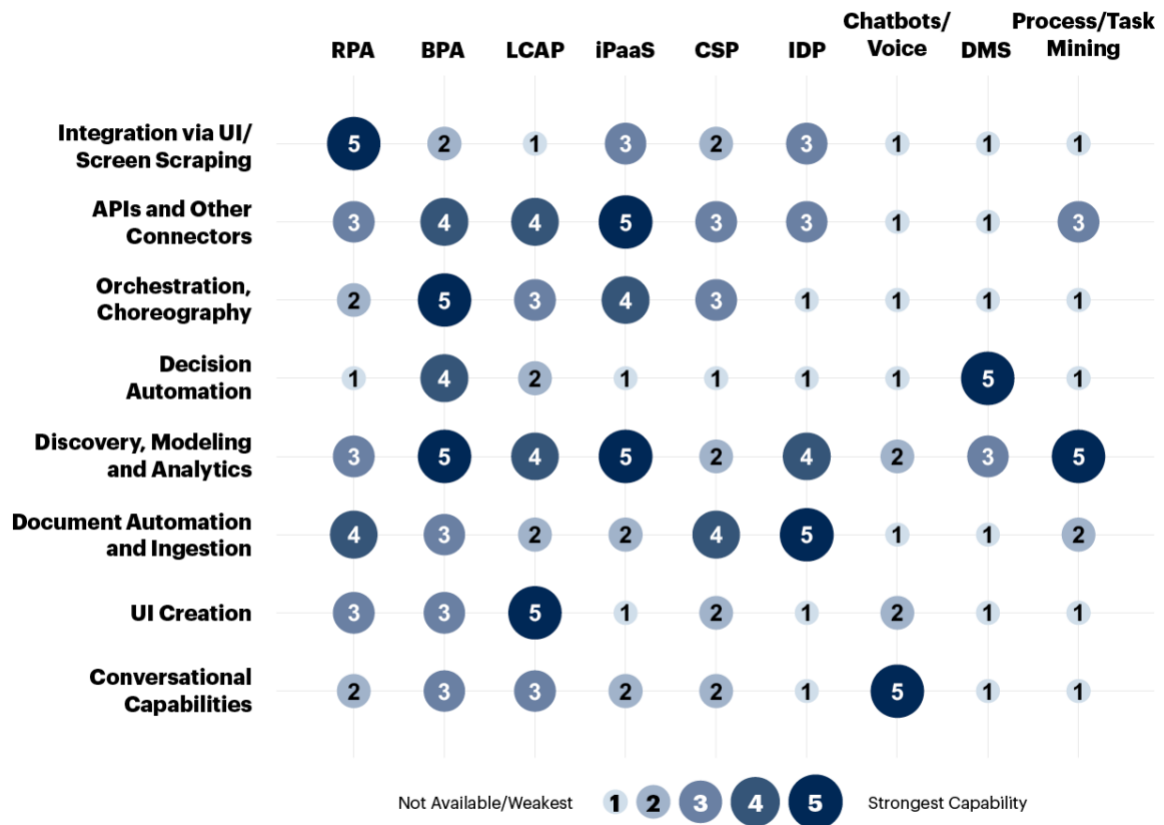 Chatbots/ Process/Task
RPA BPA LCAP iPaaS CSP IDP Voice DMS Mining
Integration via UI/
Screen Scraping
5 2 1 3 2 3 1 1 1
APIs and Other
Connectors
3 4 4 5 3 3 1 1 3
Orchestration,
Choreography
2 5 3 4 3 1 1 1 1
Decision
Automation
1 4 2 1 1 1 1 5 1
Discovery, Modeling
and Analytics
3 5 4 5 2 4 2 3 5
Document Automation
and Ingestion
4 3 2 2 4 5 1 1 2
UI Creation
3 3 5 1 2 1 2 1 1
Conversational
Capabilities
2 3 3 2 2 1 5 1 1
Not Available/Weakest 1 2 3 4 5 Strongest Capability